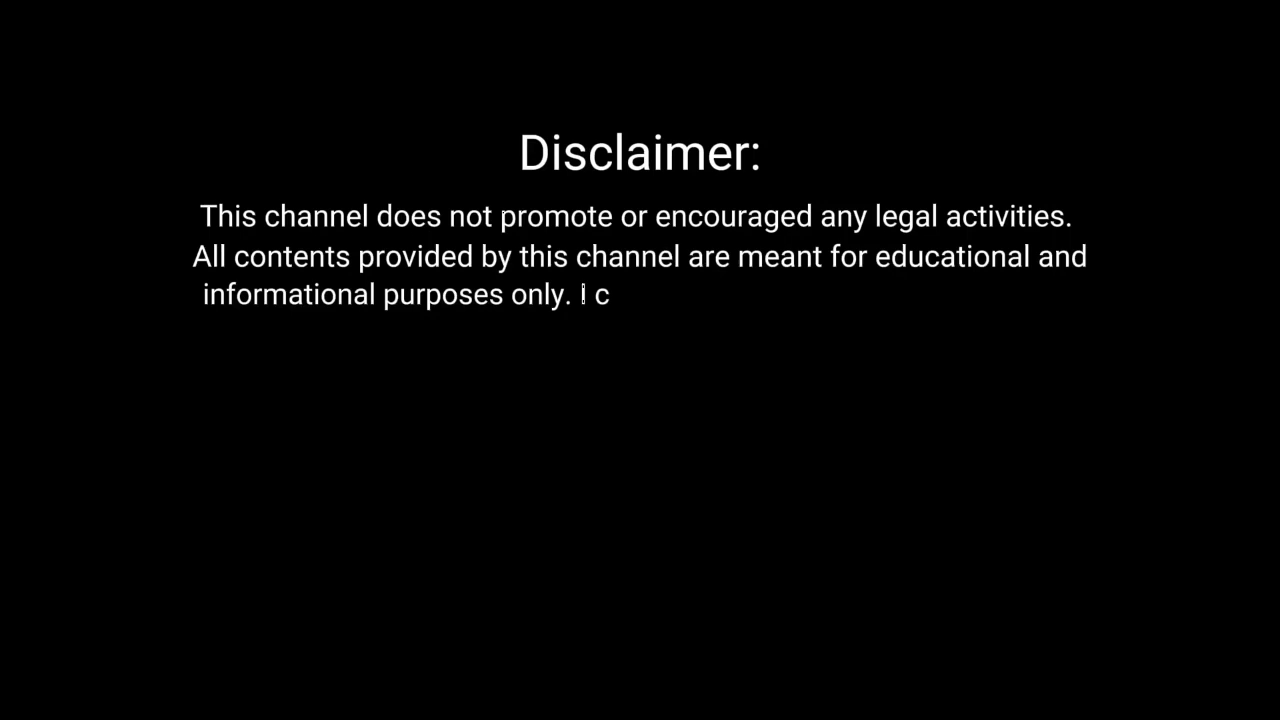 Disclaimer:
This channel does not promote or encouraged any legal activities.
All contents provided by this channel are meant for educational and
informational purposes only. I c